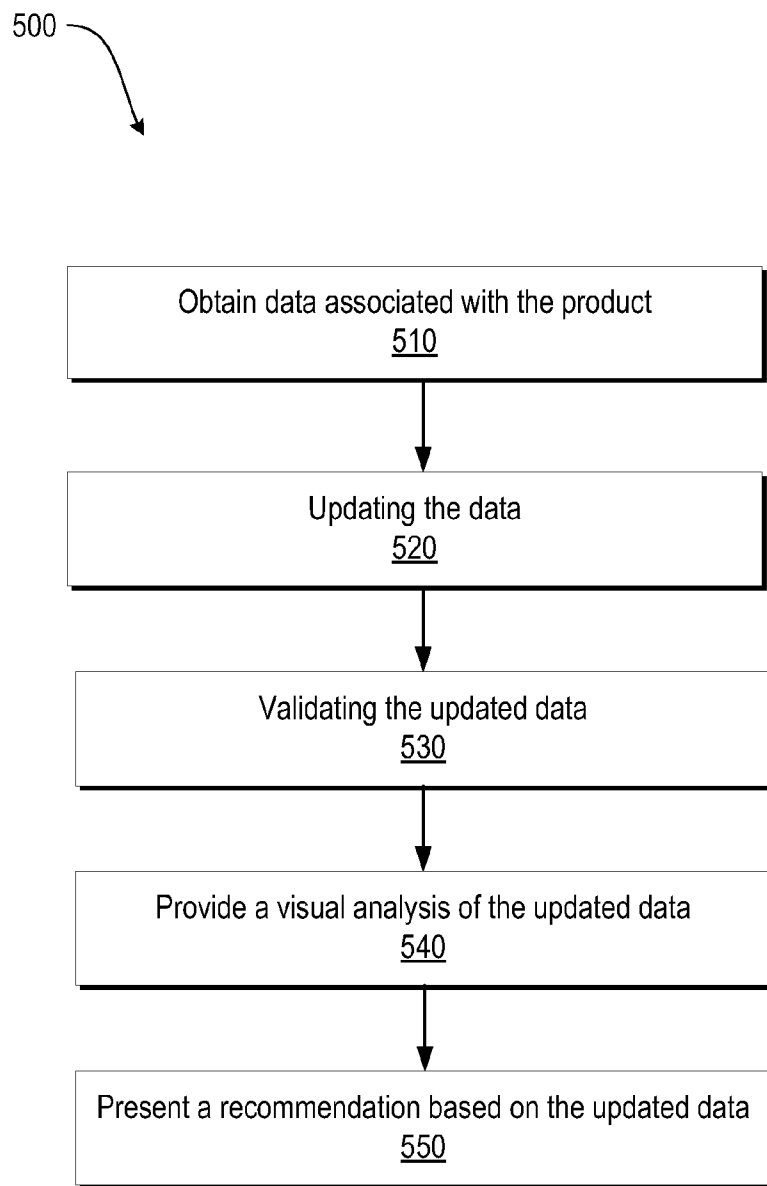 500
Obtain data associated with the product
510
Updating the data
520
Validating the updated data
530
Provide a visual analysis of the updated data
540
Present a recommendation based on the updated data
550